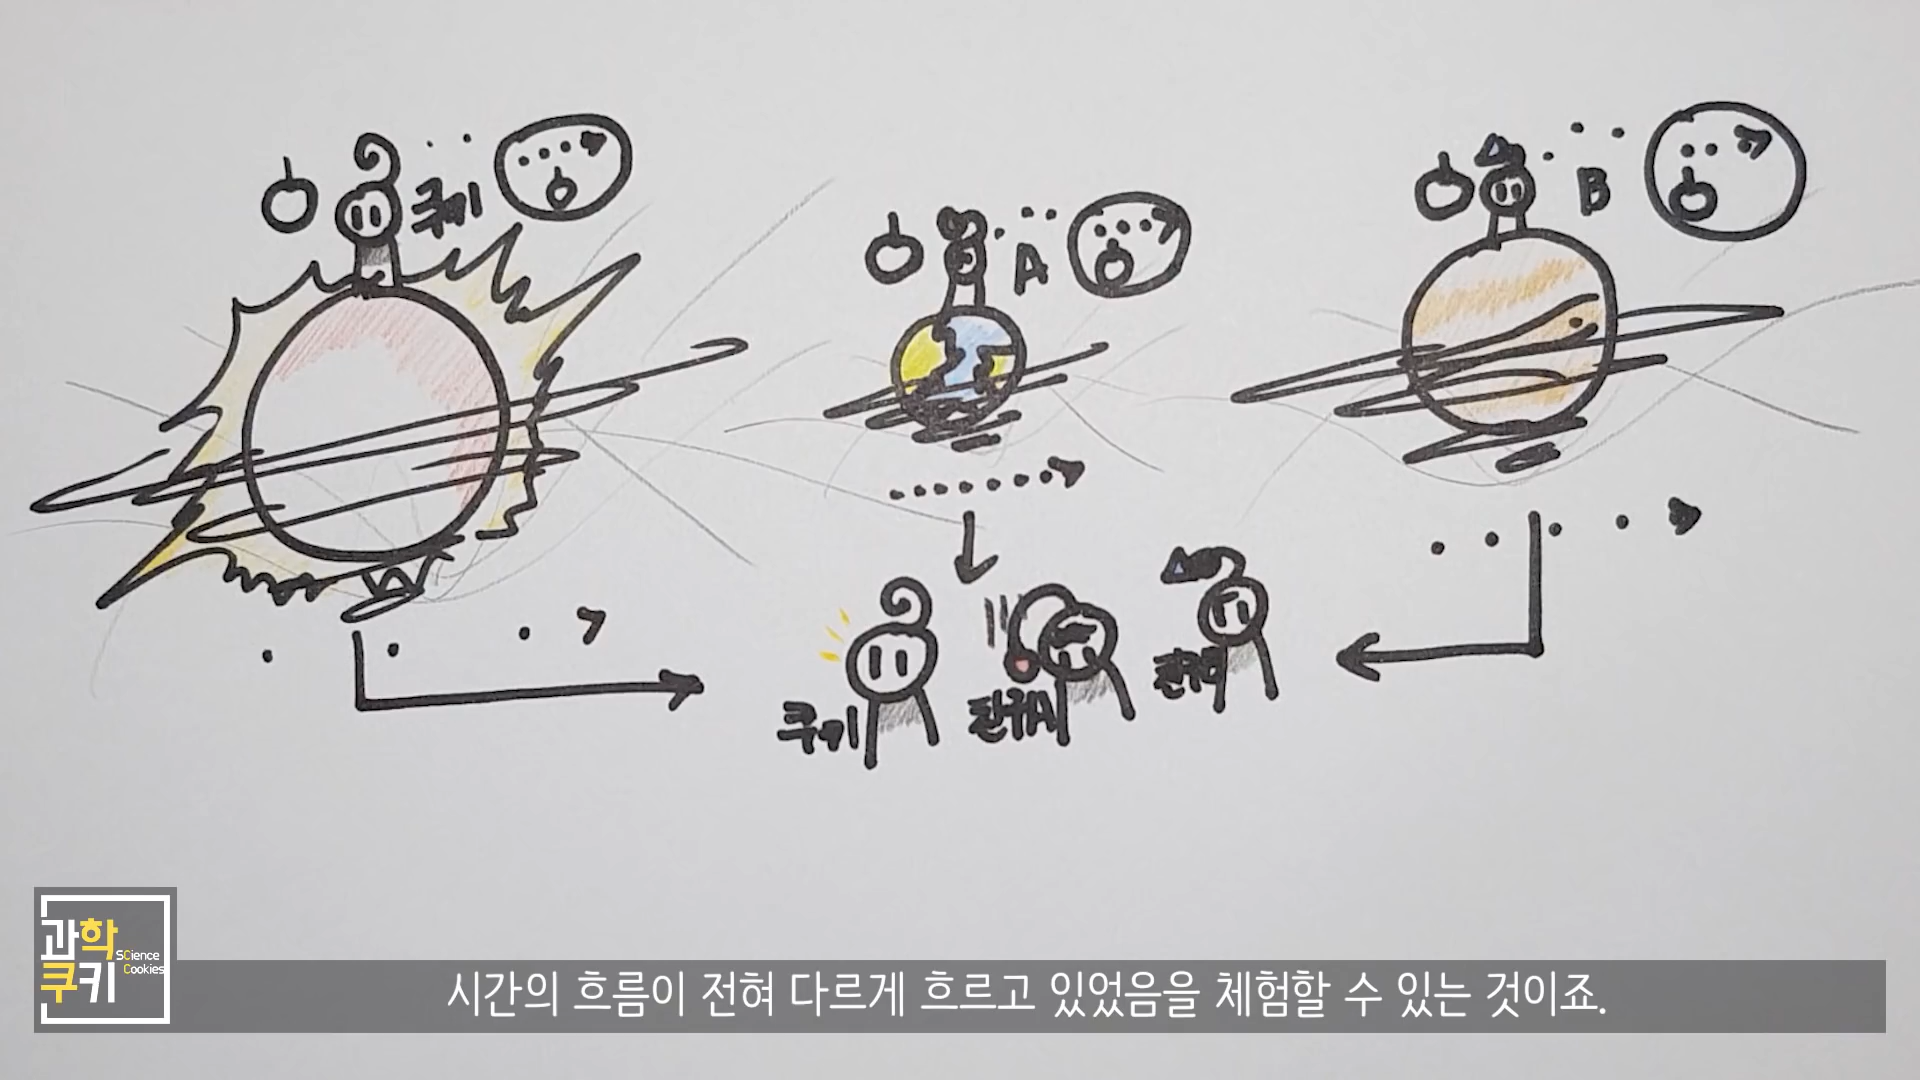 쿠키
A
B
쿠키
친구A
친구B
과학
쿠키
SCience
Cookies
시간의 흐름이 전혀 다르게 흐르고 있었음을 체험할 수 있는 것이죠.